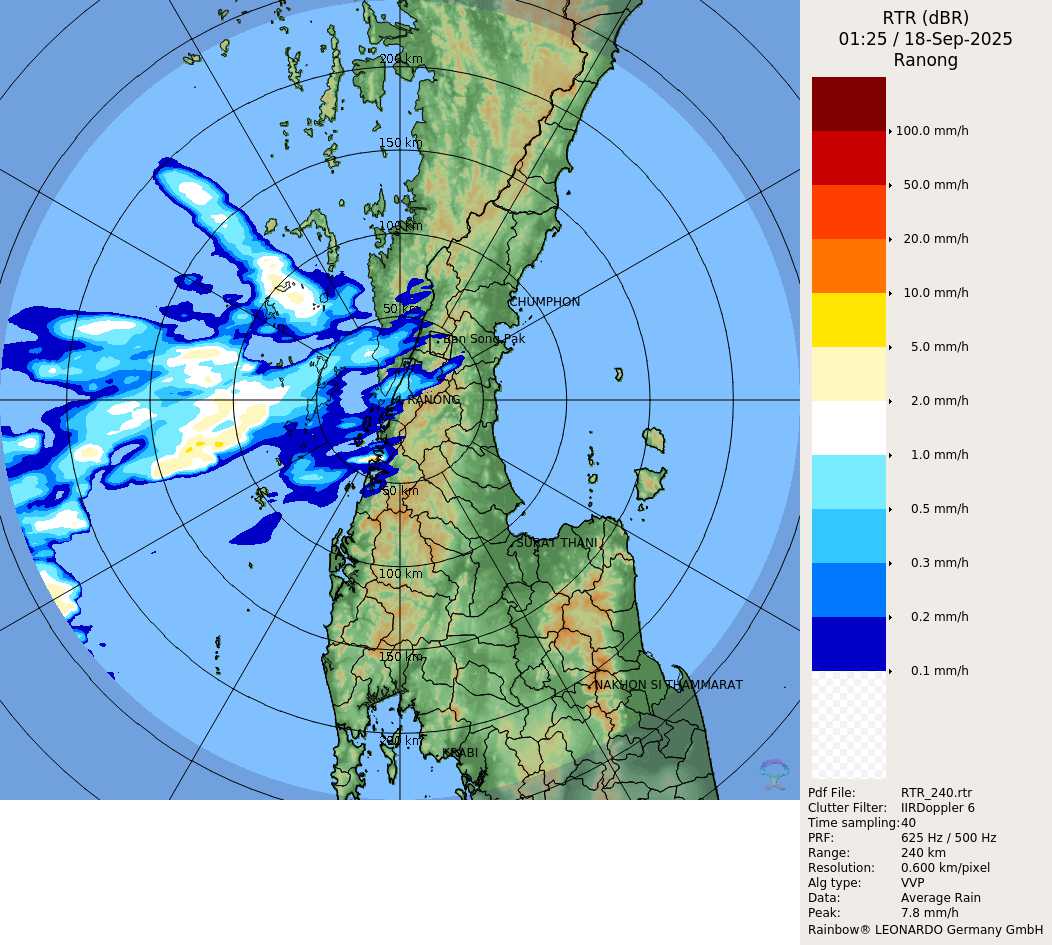 RTR (dBR)
01:25 / 18-Sep-2025
Ranong
200 km
150 km
100 km
50 km
CHUMPHON
Ban Song Pak
RANONG
50 km
SURAT THANI
100 km
150 km
NAKHON SI THAMMARAT
200 km
KRABI
100.0 mm/h
50.0 mm/h
20.0 mm/h
10.0 mm/h
5.0 mm/h
2.0 mm/h
1.0 mm/h
0.5 mm/h
0.3 mm/h
0.2 mm/h
0.1 mm/h
Pdf File: RTR_240.rtr
Clutter Filter: IIRDoppler 6
Time sampling:40
PRF: 625 Hz / 500 Hz
Range: 240 km
Resolution: 0.600 km/pixel
Alg type: VVP
Data: Average Rain
Peak: 7.8 mm/h
Rainbow® LEONARDO Germany GmbH